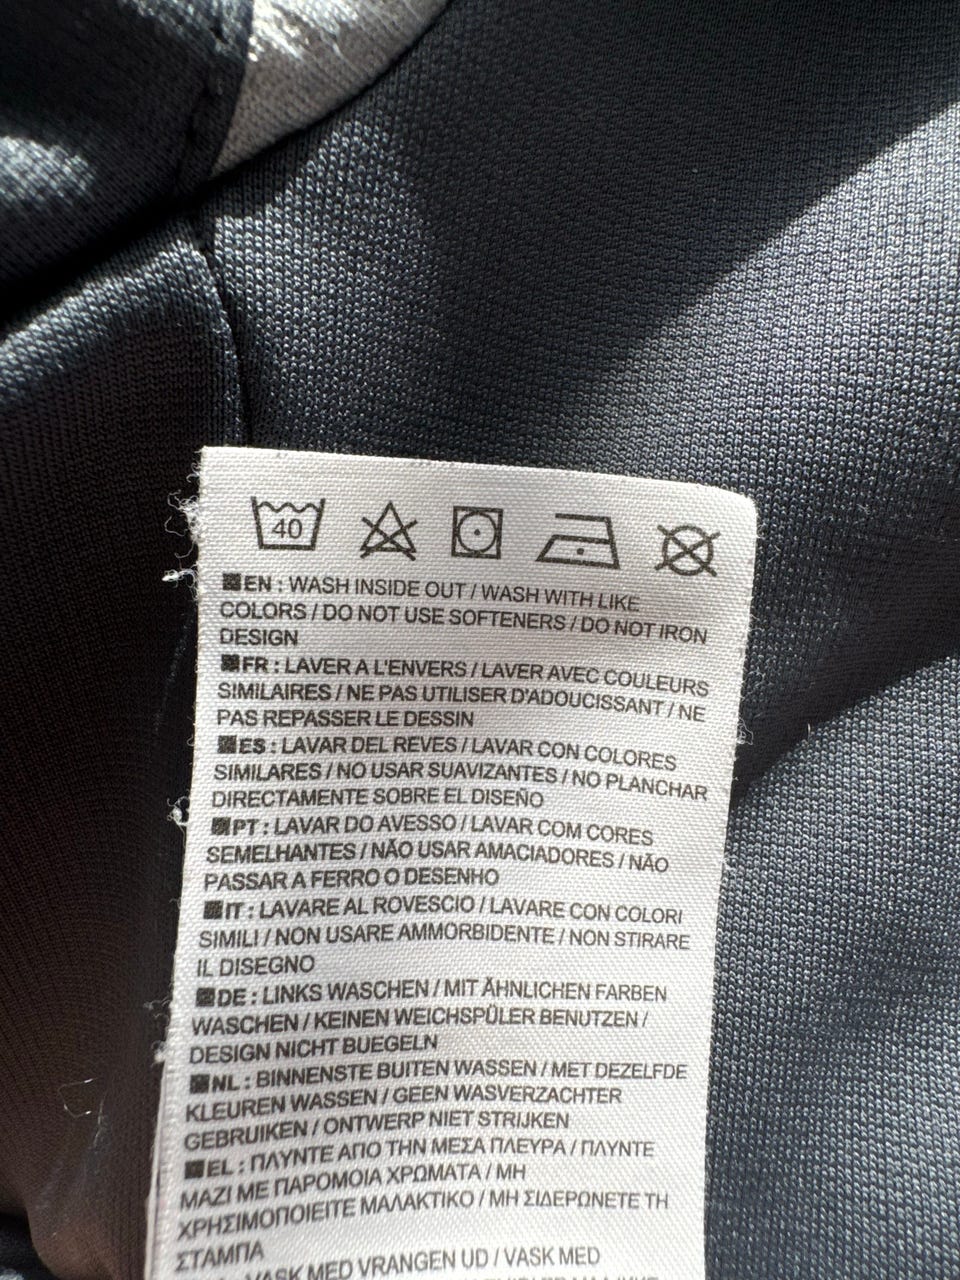 40
EN : WASH INSIDE OUT / WASH WITH LIKE
COLORS / DO NOT USE SOFTENERS / DO NOT IRON
DESIGN
FR : LAVER A L'ENVERS / LAVER AVEC COULEURS
SIMILAIRES / NE PAS UTILISER D'ADOUCISSANT / NE
PAS REPASSER LE DESSIN
ES : LAVAR DEL REVES / LAVAR CON COLORES
SIMILARES / NO USAR SUAVIZANTES / NO PLANCHAR
DIRECTAMENTE SOBRE EL DISEÑO
PT : LAVAR DO AVESSO / LAVAR COM CORES
SEMELHANTES / NÃO USAR AMACIADORES / NÃO
PASSAR A FERRO O DESENHO
IT : LAVARE AL ROVESCIO / LAVARE CON COLORI
SIMILI / NON USARE AMMORBIDENTE / NON STIRARE
IL DISEGNO
DE : LINKS WASCHEN / MIT ÄHNLICHEN FARBEN
WASCHEN / KEINEN WEICHSPÜLER BENUTZEN /
DESIGN NICHT BUEGELN
NL : BINNENSTE BUITEN WASSEN / MET DEZELFDE
KLEUREN WASSEN / GEEN WASVERZACHTER
GEBRUIKEN / ONTWERP NIET STRIJKEN
EL : ΠΛΥΝΤΕ ΑΠΟ ΤΗΝ ΜΕΣΑ ΠΛΕΥΡΑ / ΠΛΥΝΤΕ
ΜΑΖΙ ΜΕ ΠΑΡΟΜΟΙΑ ΧΡΩΜΑΤΑ / ΜΗ
ΧΡΗΣΙΜΟΠΟΙΕΙΤΕ ΜΑΛΑΚΤΙΚΟ / ΜΗ ΣΙΔΕΡΩΝΕΤΕ ΤΗ
ΣΤΑΜΠΑ
VASK MED VRANGEN UD / VASK MED